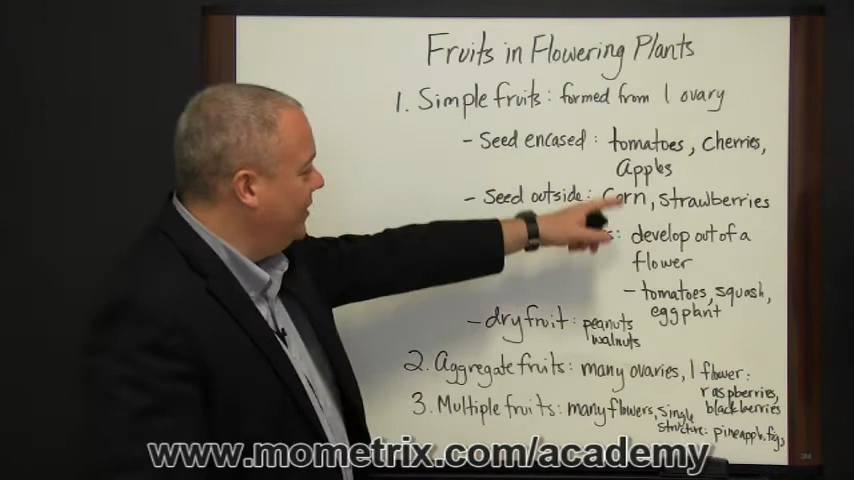 Fruits in Flowering Plants
1. Simple fruits: formed from 1 ovary
- Seed encased: tomatoes, cherries,
Apples
- Seed outside: Corn, strawberries
s: develop out of a
flower
- tomatoes, squash,
eggplant
- dry fruit: peanuts
walnuts
2. Aggregate fruits: many ovaries, 1 flower:
raspberries,
blackberries
3. Multiple fruits: many flowers, single
structure: pineapple, figs
www.mometrix.com/academy